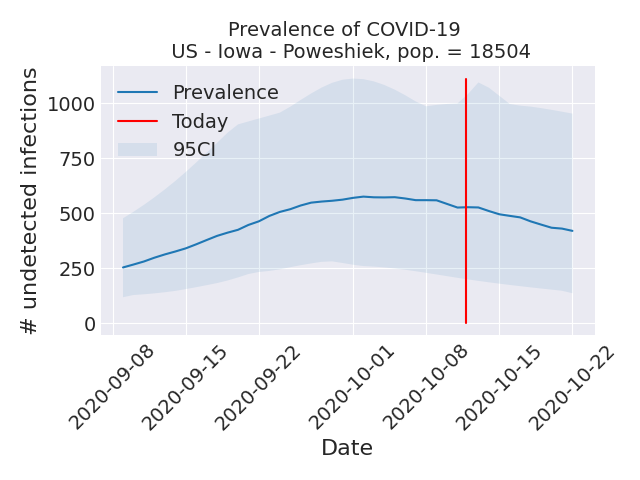 Prevalence of COVID-19
US - Iowa - Poweshiek, pop. = 18504
# undetected infections
1000
750
500
250
0
Prevalence
Today
95CI
2020-09-08
2020-09-15
2020-09-22
2020-10-01
2020-10-08
2020-10-15
2020-10-22
Date